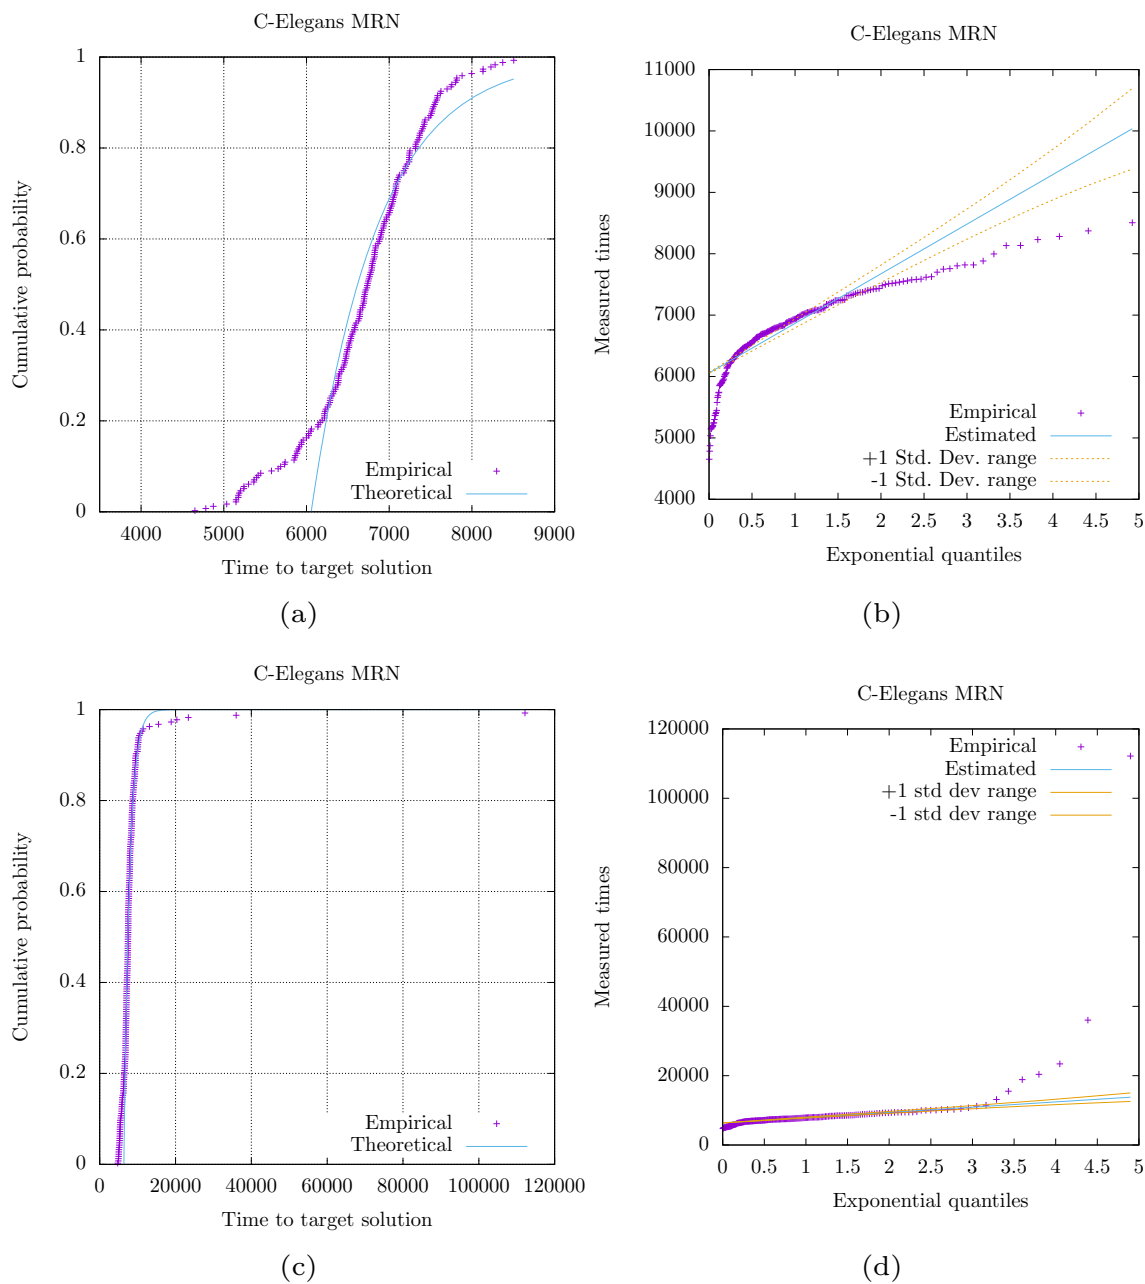 C-Elegans MRN
1
0.8
0.6
0.4
0.2
0
Cumulative probability
Empirical
Theoretical
4000 5000 6000 7000 8000 9000
Time to target solution
(a)
C-Elegans MRN
11000
10000
9000
8000
7000
6000
5000
4000
Measured times
Empirical
Estimated
+1 Std. Dev. range
-1 Std. Dev. range
0 0.5 1 1.5 2 2.5 3 3.5 4 4.5 5
Exponential quantiles
(b)
C-Elegans MRN
1
0.8
0.6
0.4
0.2
0
Cumulative probability
Empirical
Theoretical
0 20000 40000 60000 80000 100000 120000
Time to target solution
(c)
C-Elegans MRN
120000
100000
80000
60000
40000
20000
0
Measured times
Empirical
Estimated
+1 std dev range
-1 std dev range
0 0.5 1 1.5 2 2.5 3 3.5 4 4.5 5
Exponential quantiles
(d)